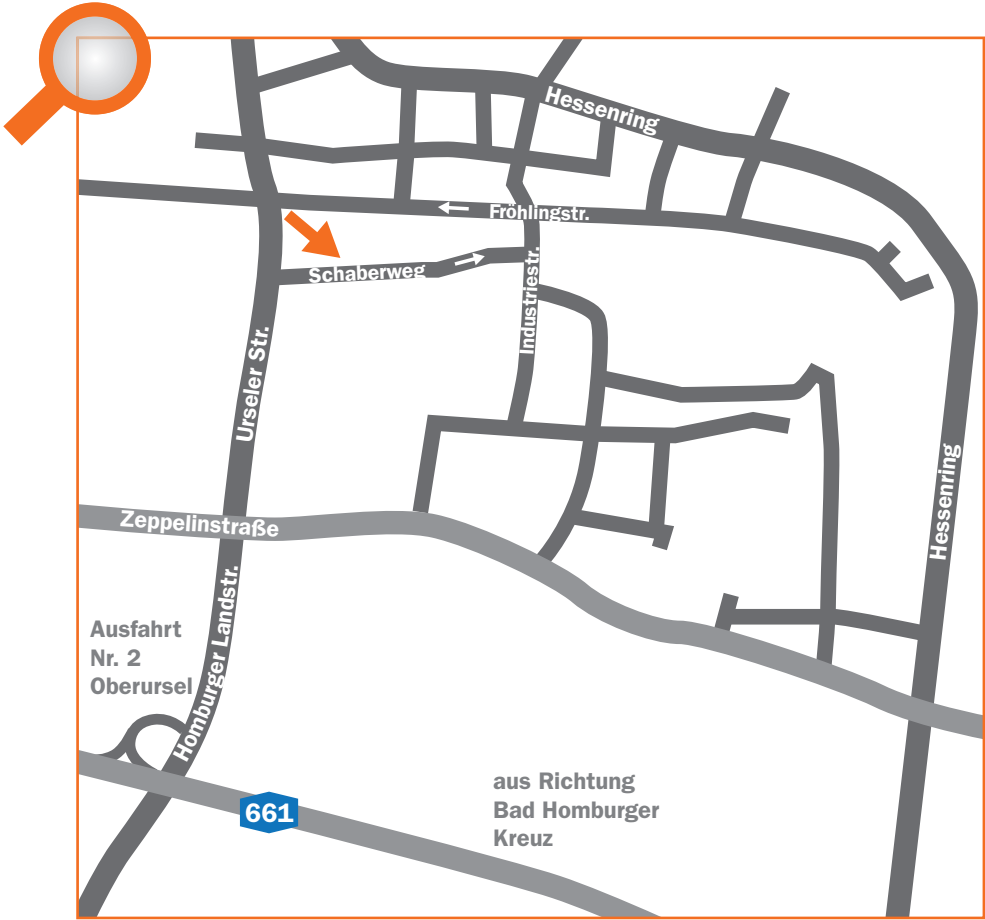 Hessenring
Fröhlingstr.
Schaberweg
Industriestr.
Urseler Str.
Hessenring
Zeppelinstraße
Homburger Landstr.
Ausfahrt
Nr. 2
Oberursel
aus Richtung
Bad Homburger
Kreuz
661